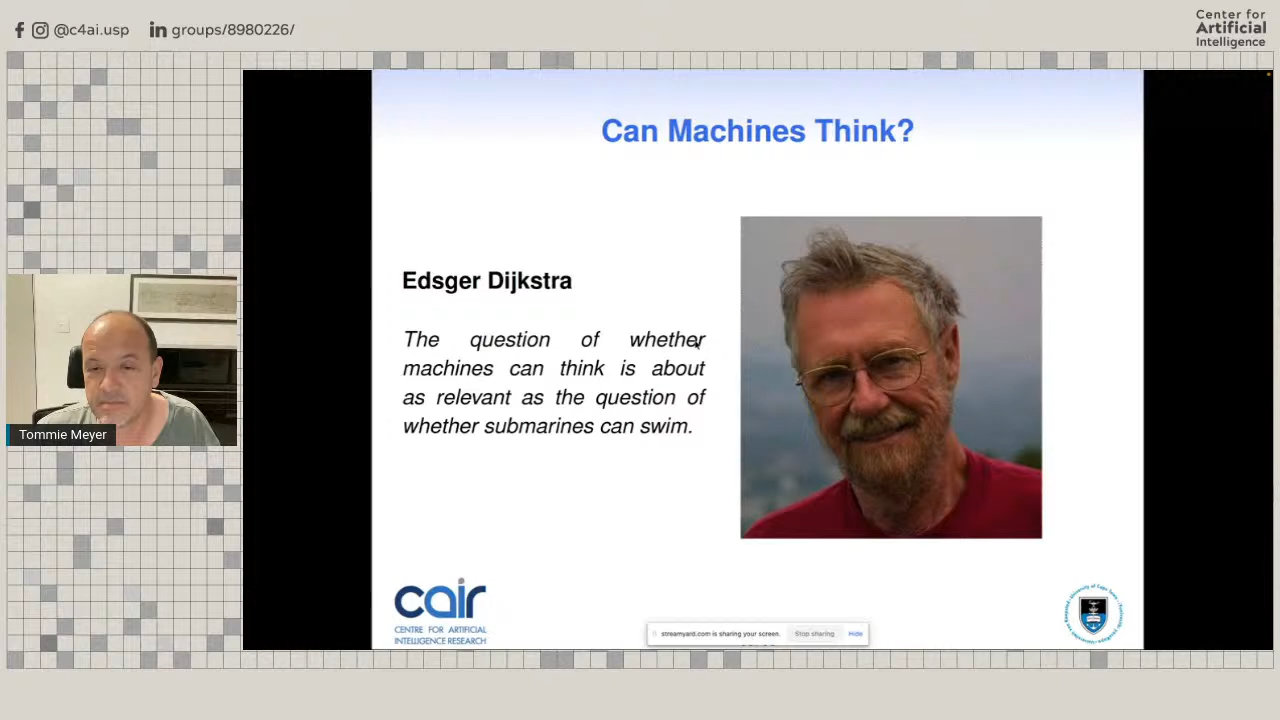 @c4ai.usp
groups/8980226/
Center for
Artificial
Intelligence
Can Machines Think?
Edsger Dijkstra
The question of whether
machines can think is about
as relevant as the question of
whether submarines can swim.
Tommie Meyer
cair
CENTRE FOR ARTIFICIAL
INTELLIGENCE RESEARCH
streamyard.com is sharing your screen.
Stop sharing
Hide